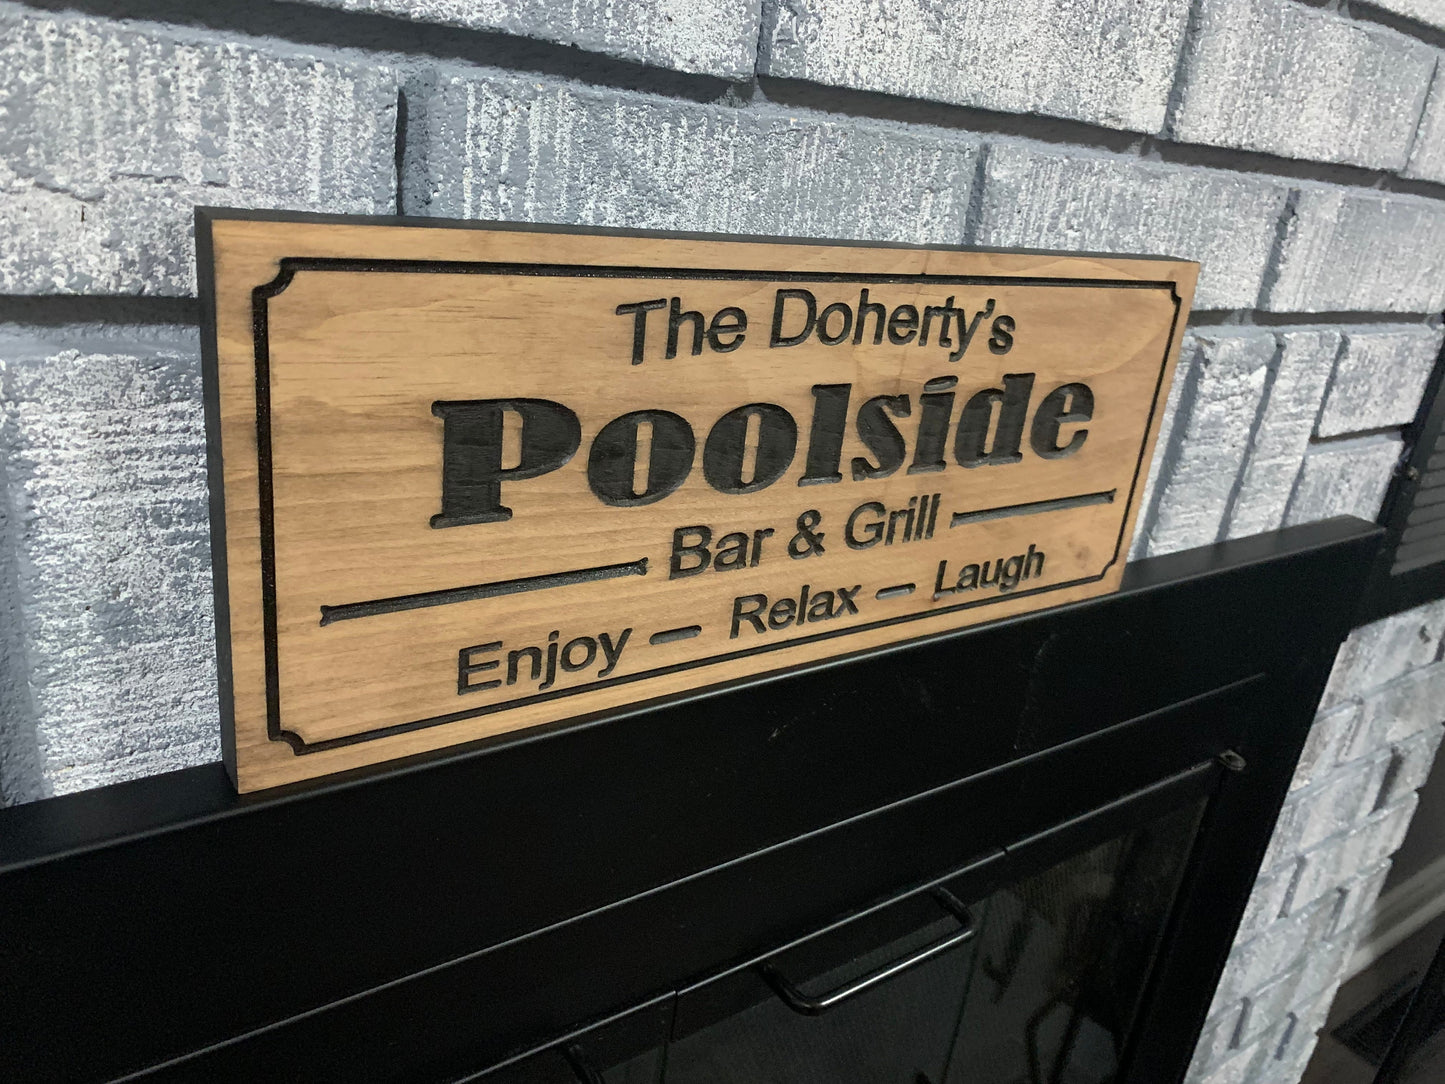 The Doherty's
Poolside
Bar & Grill
Enjoy — Relax — Laugh